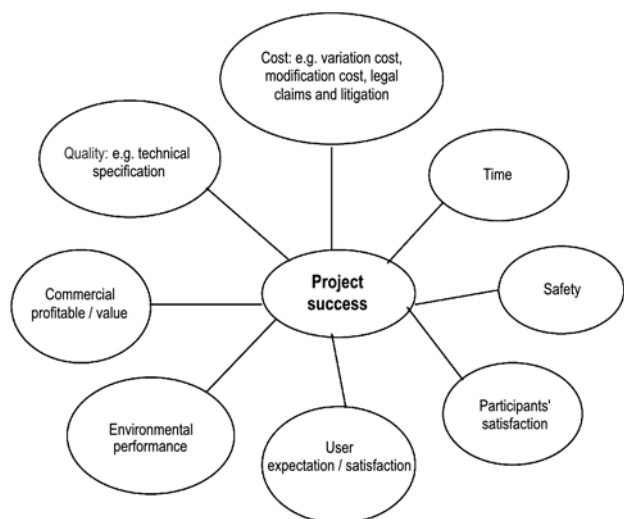 Cost: e.g. variation cost,
modification cost, legal
claims and litigation
Quality: e.g. technical
specification
Time
Project
success
Commercial
profitable / value
Safety
Environmental
performance
User
expectation / satisfaction
Participants'
satisfaction